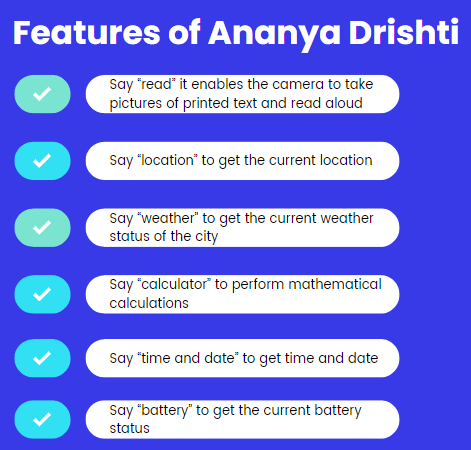 Features of Ananya Drishti
Say “read” it enables the camera to take
pictures of printed text and read aloud
Say “location” to get the current location
Say “weather” to get the current weather
status of the city
Say “calculator” to perform mathematical
calculations
Say “time and date” to get time and date
Say “battery” to get the current battery
status